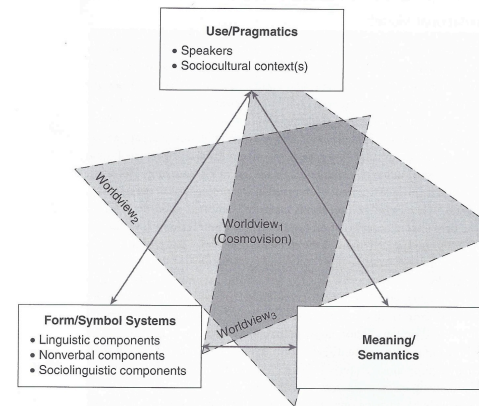 Use/Pragmatics
• Speakers
• Sociocultural context(s)
Worldview₂
Worldview₁
(Cosmovision)
Worldview₃
Form/Symbol Systems
• Linguistic components
• Nonverbal components
• Sociolinguistic components
Meaning/
Semantics